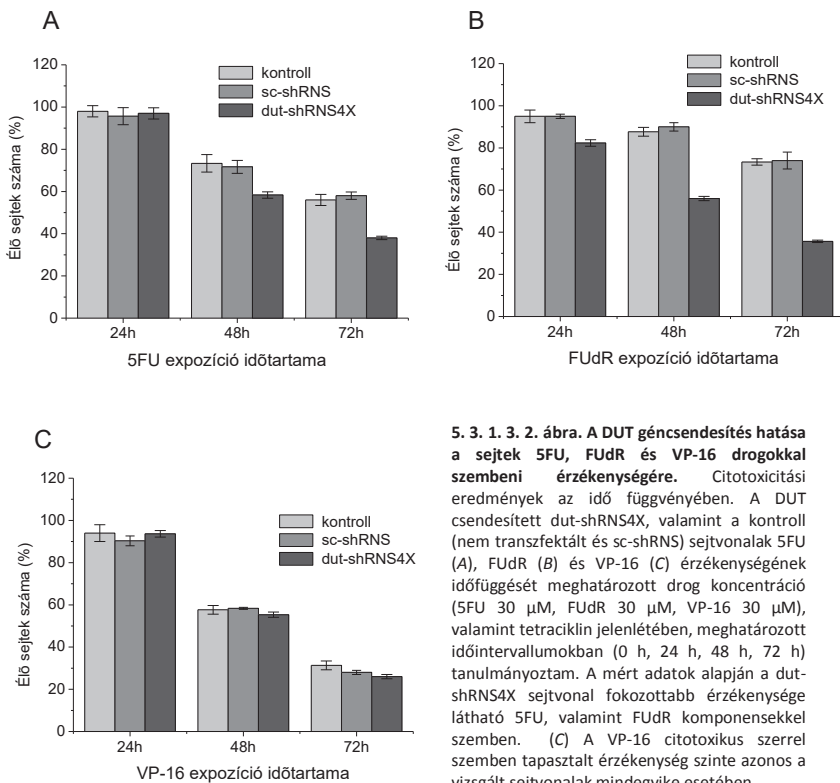 A
120
100
80
60
40
20
0
Élő sejtek száma (%)
kontroll
sc-shRNS
dut-shRNS4X
24h 48h 72h
5FU expozíció időtartama
B
120
100
80
60
40
20
0
Élő sejtek száma (%)
kontroll
sc-shRNS
dut-shRNS4X
24h 48h 72h
FUdR expozíció időtartama
C
120
100
80
60
40
20
0
Élő sejtek száma (%)
kontroll
sc-shRNS
dut-shRNS4X
24h 48h 72h
VP-16 expozíció időtartama
5. 3. 1. 3. 2. ábra. A DUT géncsendesítés hatása
a sejtek 5FU, FUdR és VP-16 drogokkal
szembeni érzékenységére. Citotoxicitási
eredmények az idő függvényében. A DUT
csendesített dut-shRNS4X, valamint a kontroll
(nem transzfektált és sc-shRNS) sejtvonalak 5FU
(A), FUdR (B) és VP-16 (C) érzékenységének
időfüggését meghatározott drog koncentráció
(5FU 30 µM, FUdR 30 µM, VP-16 30 µM),
valamint tetraciklin jelenlétében, meghatározott
időintervallumokban (0 h, 24 h, 48 h, 72 h)
tanulmányoztam. A mért adatok alapján a dut-
shRNS4X sejtvonal fokozottabb érzékenysége
látható 5FU, valamint FUdR komponensekkel
szemben. (C) A VP-16 citotoxikus szerrel
szemben tapasztalt érzékenység szinte azonos a
vizsgált sejtvonalak mindegyike esetében.